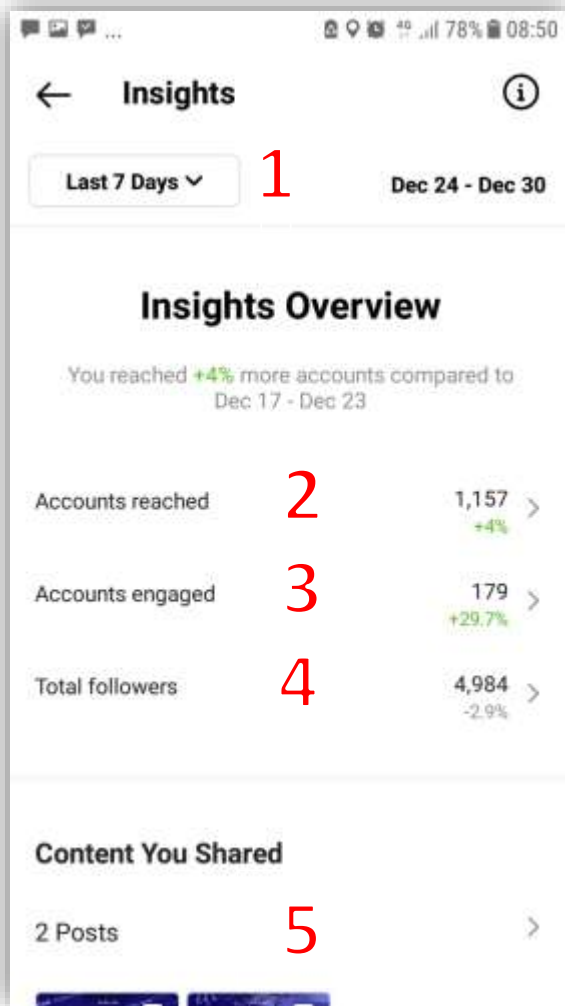 ... 4G 78% 08:50
Insights
Last 7 Days 1 Dec 24 - Dec 30
Insights Overview
You reached +4% more accounts compared to
Dec 17 - Dec 23
Accounts reached 2 1,157
+4%
Accounts engaged 3 179
+29.7%
Total followers 4 4,984
-2.9%
Content You Shared
2 Posts 5